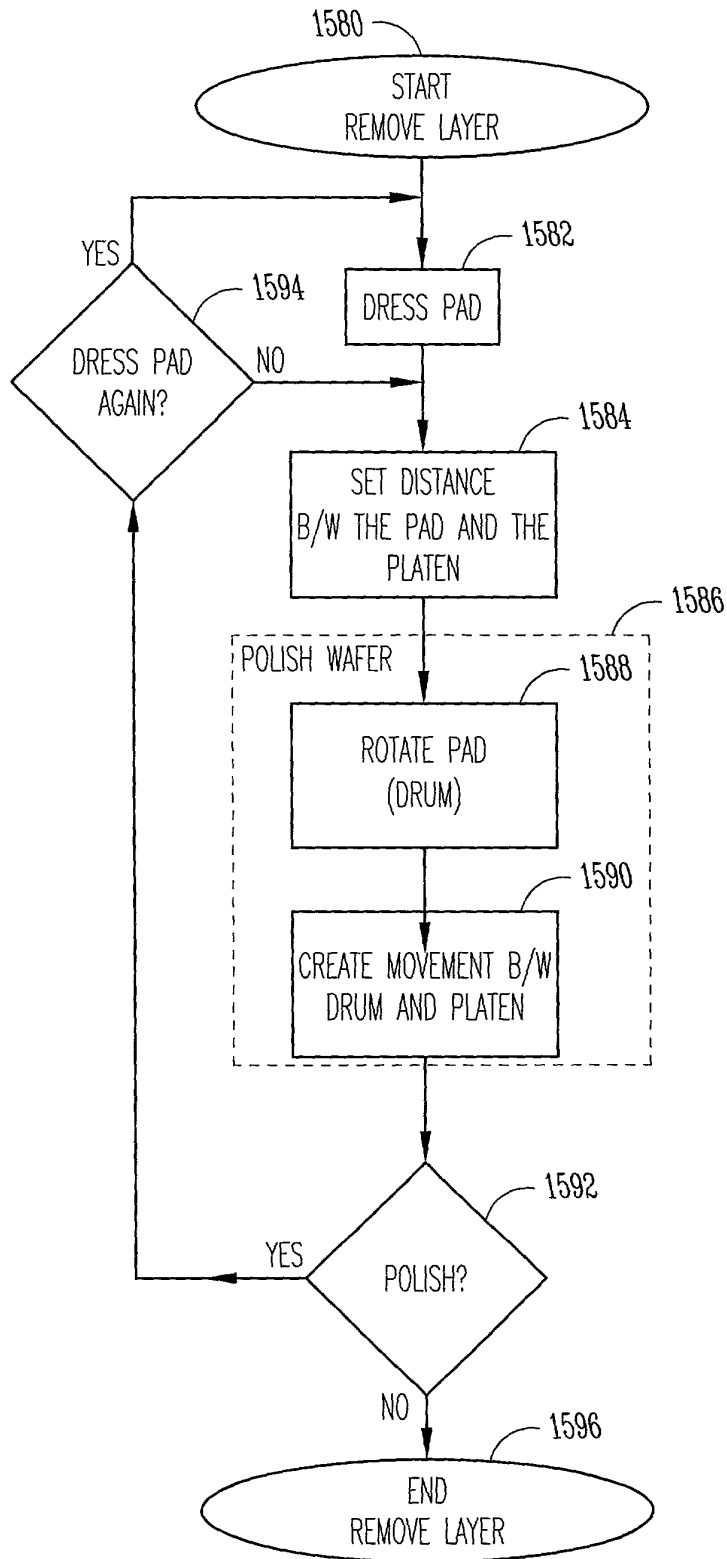 1580
START
REMOVE LAYER
YES
1582
1594
DRESS PAD
DRESS PAD
AGAIN?
NO
1584
SET DISTANCE
B/W THE PAD AND THE
PLATEN
1586
POLISH WAFER
1588
ROTATE PAD
(DRUM)
1590
CREATE MOVEMENT B/W
DRUM AND PLATEN
1592
YES
POLISH?
NO
1596
END
REMOVE LAYER